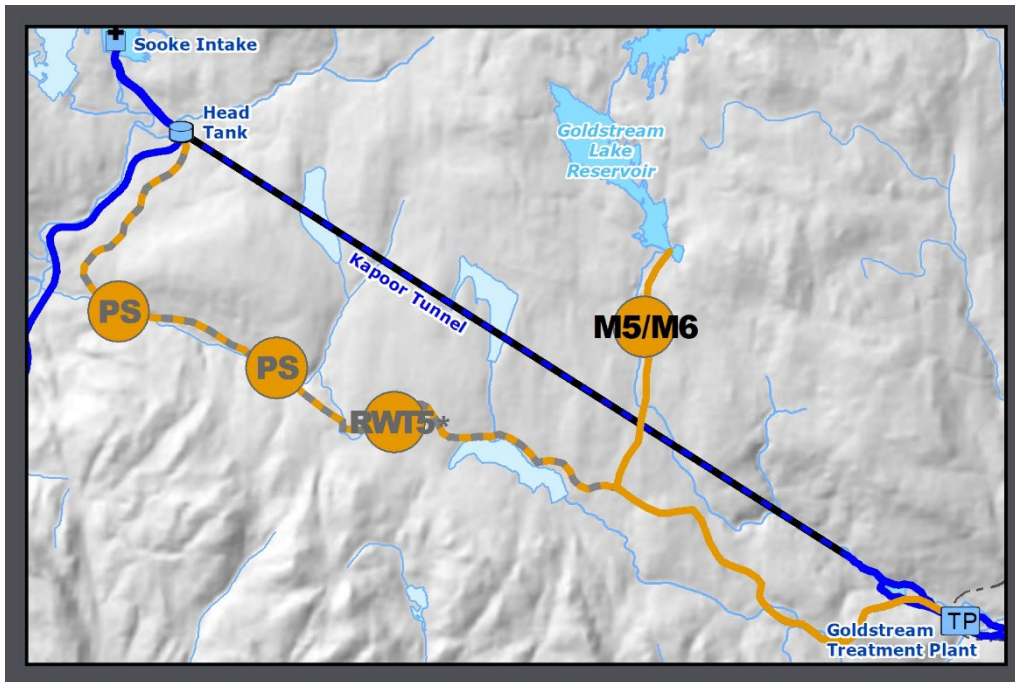 Sooke Intake
Head
Tank
Goldstream
Lake
Reservoir
Kapoor Tunnel
PS
M5/M6
PS
RWT5*
TP
Goldstream
Treatment Plant